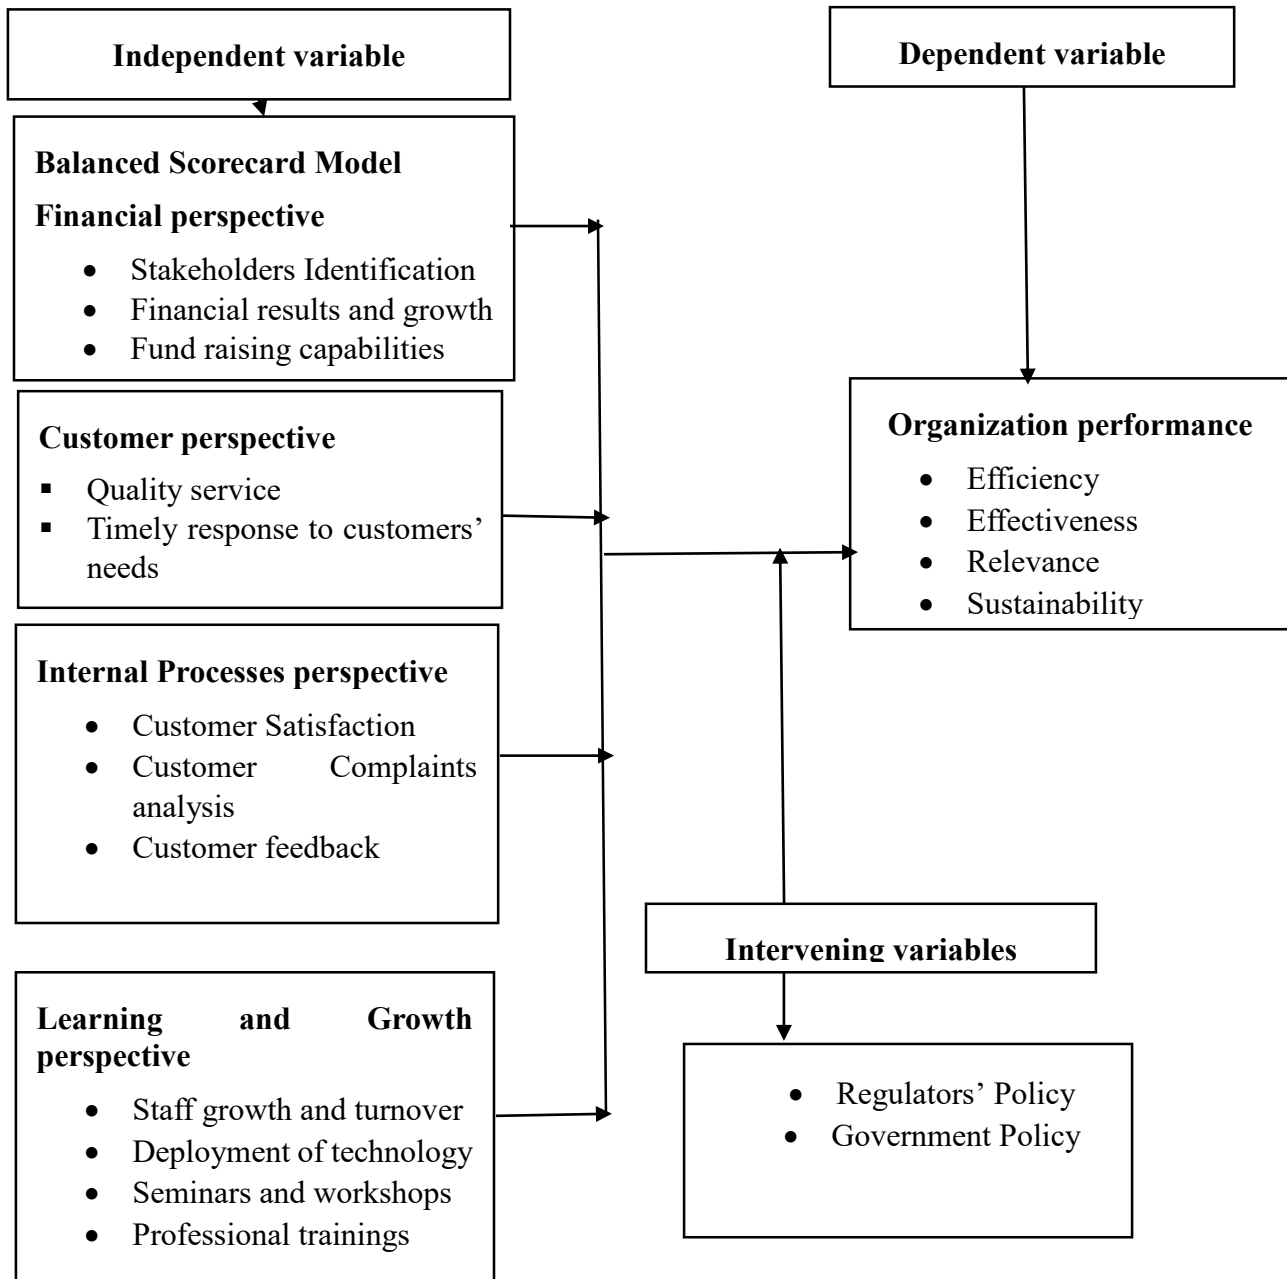 Independent variable
Dependent variable
Balanced Scorecard Model
Financial perspective
• Stakeholders Identification
• Financial results and growth
• Fund raising capabilities
Customer perspective
▪ Quality service
▪ Timely response to customers’
needs
Organization performance
• Efficiency
• Effectiveness
• Relevance
• Sustainability
Internal Processes perspective
• Customer Satisfaction
• Customer Complaints
analysis
• Customer feedback
Intervening variables
Learning and Growth
perspective
• Staff growth and turnover
• Deployment of technology
• Seminars and workshops
• Professional trainings
• Regulators’ Policy
• Government Policy